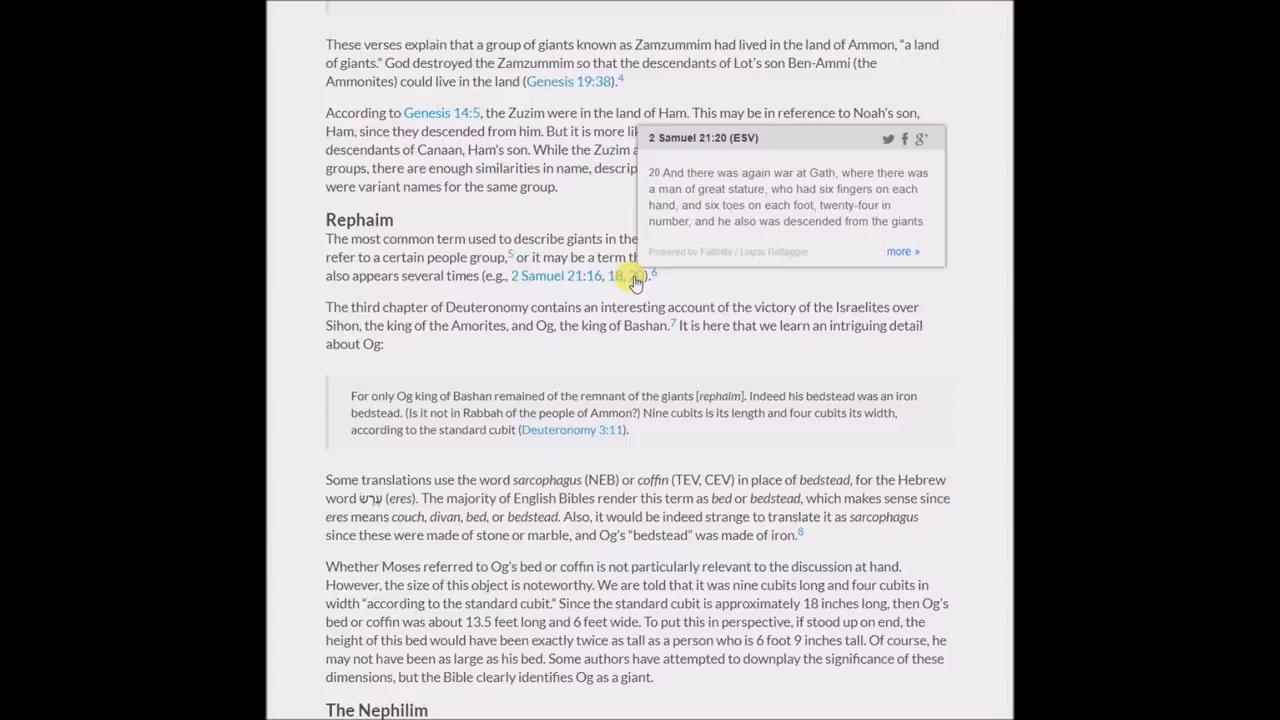 These verses explain that a group of giants known as Zamzummim had lived in the land of Ammon, “a land
of giants.” God destroyed the Zamzummim so that the descendants of Lot’s son Ben-Ammi (the
Ammonites) could live in the land (Genesis 19:38).4
According to Genesis 14:5, the Zuzim were in the land of Ham. This may be in reference to Noah’s son,
Ham, since they descended from him. But it is more
descendants of Canaan, Ham’s son. While the Zuzim
groups, there are enough similarities in name,
were variant names for the same group.
2 Samuel 21:20 (ESV)
20 And there was again war at Gath, where there was
a man of great stature, who had six fingers on each
hand, and six toes on each foot, twenty-four in
number, and he also was descended from the giants.
Powered by Faithlife / Logos Reftagger
more »
Rephaim
The most common term used to describe giants in the
refer to a certain people group,5 or it may be a term
also appears several times (e.g., 2 Samuel 21:16, 18, 20).6
The third chapter of Deuteronomy contains an interesting account of the victory of the Israelites over
Sihon, the king of the Amorites, and Og, the king of Bashan.7 It is here that we learn an intriguing detail
about Og:
For only Og king of Bashan remained of the remnant of the giants [rephaim]. Indeed his bedstead was an iron
bedstead. (Is it not in Rabbah of the people of Ammon?) Nine cubits is its length and four cubits its width,
according to the standard cubit (Deuteronomy 3:11).
Some translations use the word sarcophagus (NEB) or coffin (TEV, CEV) in place of bedstead, for the Hebrew
word עֶרֶשׂ (eres). The majority of English Bibles render this term as bed or bedstead, which makes sense since
eres means couch, divan, bed, or bedstead. Also, it would be indeed strange to translate it as sarcophagus
since these were made of stone or marble, and Og’s “bedstead” was made of iron.8
Whether Moses referred to Og’s bed or coffin is not particularly relevant to the discussion at hand.
However, the size of this object is noteworthy. We are told that it was nine cubits long and four cubits in
width “according to the standard cubit.” Since the standard cubit is approximately 18 inches long, then Og’s
bed or coffin was about 13.5 feet long and 6 feet wide. To put this in perspective, if stood up on end, the
height of this bed would have been exactly twice as tall as a person who is 6 foot 9 inches tall. Of course, he
may not have been as large as his bed. Some authors have attempted to downplay the significance of these
dimensions, but the Bible clearly identifies Og as a giant.
The Nephilim